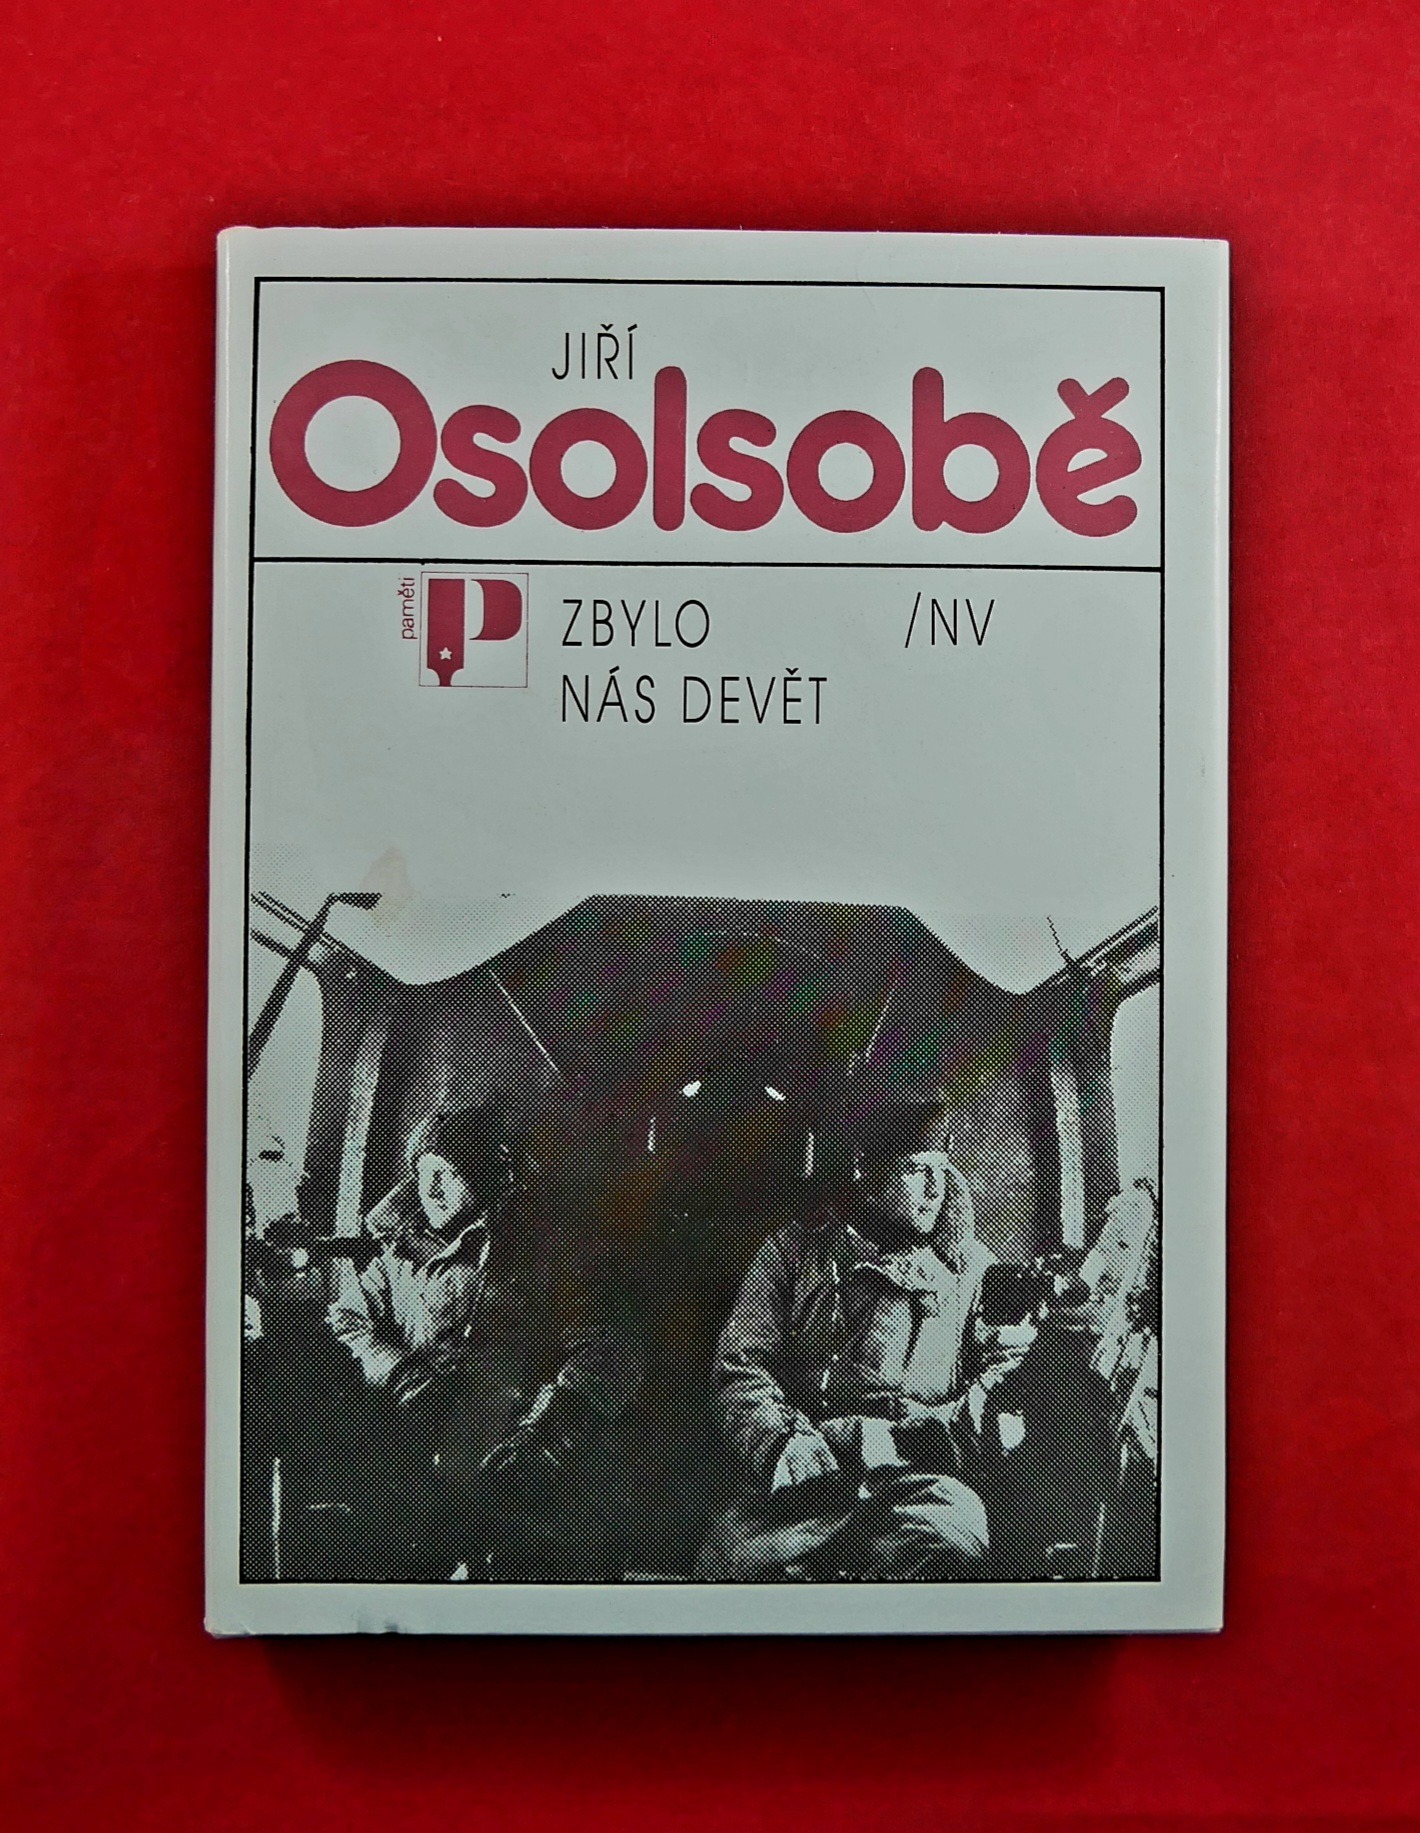 JIŘÍ
Osolsobě
paměti
P
ZBYLO /NV
NÁS DEVĚT